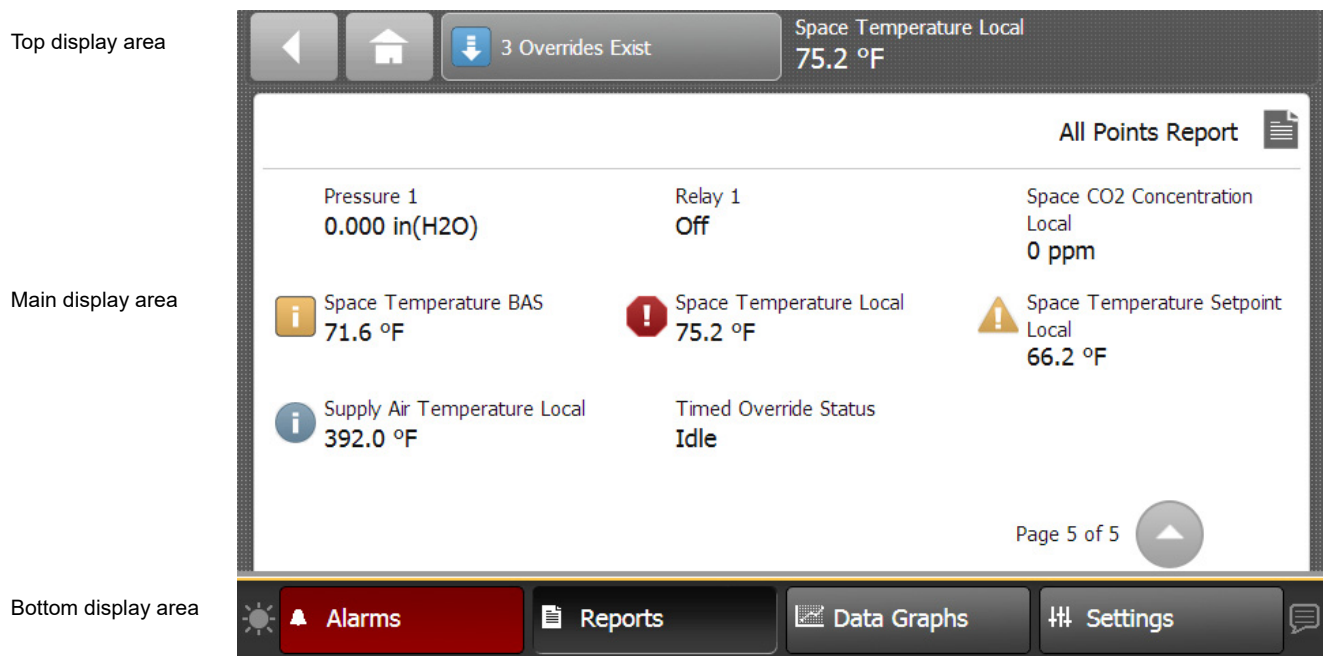 Top display area
3 Overrides Exist
Space Temperature Local
75.2 °F
All Points Report
Pressure 1
0.000 in(H2O)
Relay 1
Off
Space CO2 Concentration
Local
0 ppm
Main display area
Space Temperature BAS
71.6 °F
Space Temperature Local
75.2 °F
Space Temperature Setpoint
Local
66.2 °F
Supply Air Temperature Local
392.0 °F
Timed Override Status
Idle
Page 5 of 5
Bottom display area
Alarms
Reports
Data Graphs
Settings